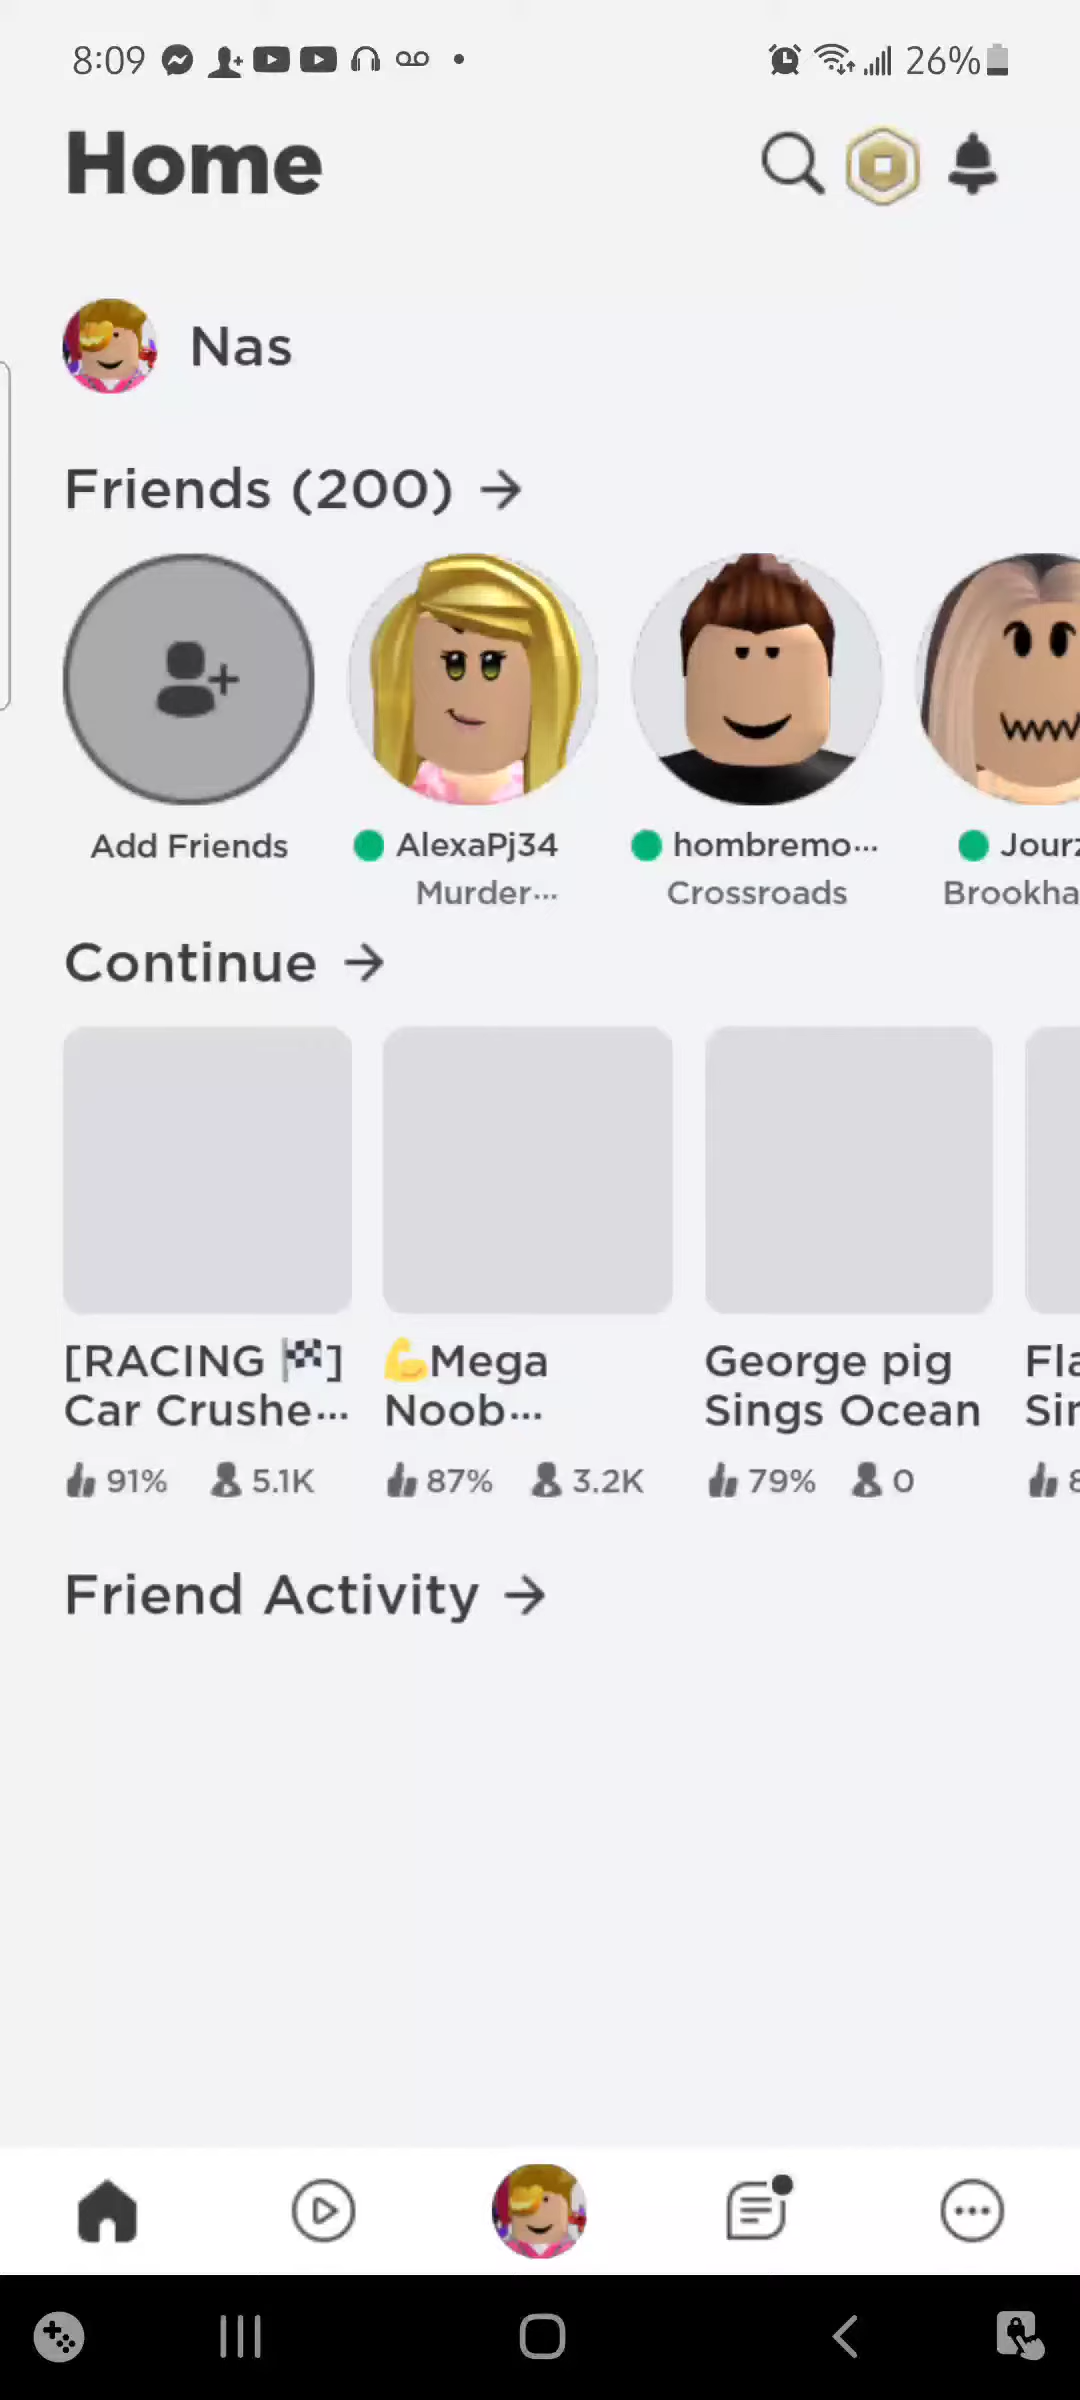 8:09
26%
Home
Nas
Friends (200) →
Add Friends
AlexaPj34
hombremo...
Murder...
Crossroads
Continue →
[RACING 🏁]
Car Crushe...
91% 5.1K
💪Mega
Noob...
87% 3.2K
George pig
Sings Ocean
79% 0
Friend Activity →